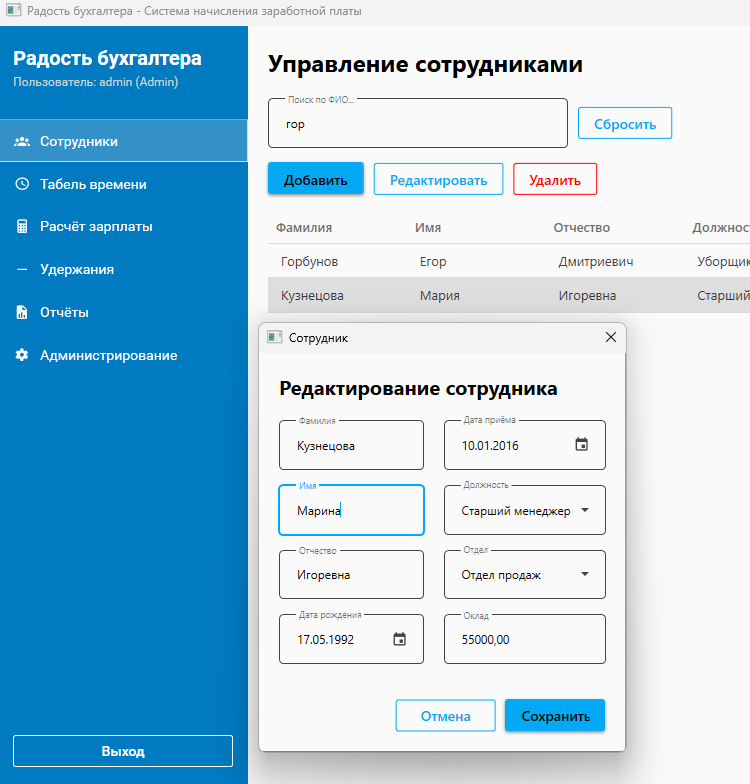 Радость бухгалтера - Система начисления заработной платы
Радость бухгалтера
Пользователь: admin (Admin)
Сотрудники
Табель времени
Расчёт зарплаты
Удержания
Отчёты
Администрирование
Выход
Управление сотрудниками
Поиск по ФИО...
гор
Сбросить
Добавить Редактировать Удалить
Фамилия Имя Отчество Должнос
Горбунов Егор Дмитриевич Уборщик
Кузнецова Мария Игоревна Старший
Сотрудник
Редактирование сотрудника
Фамилия Дата приёма
Кузнецова 10.01.2016
Имя Должность
Марина Старший менеджер
Отчество Отдел
Игоревна Отдел продаж
Дата рождения Оклад
17.05.1992 55000,00
Отмена Сохранить